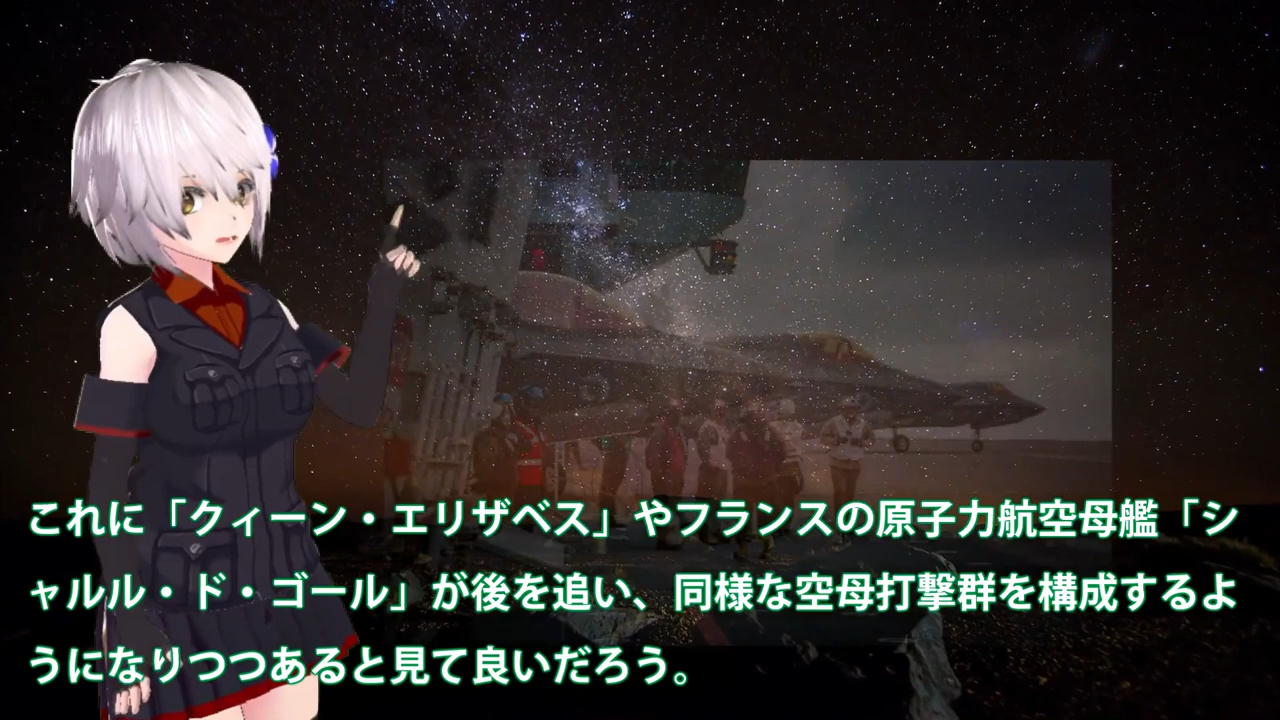 これに「クィーン・エリザベス」やフランスの原子力航空母艦「シ
ャルル・ド・ゴール」が後を追い、同様な空母打撃群を構成するよ
うになりつつあると見て良いだろう。